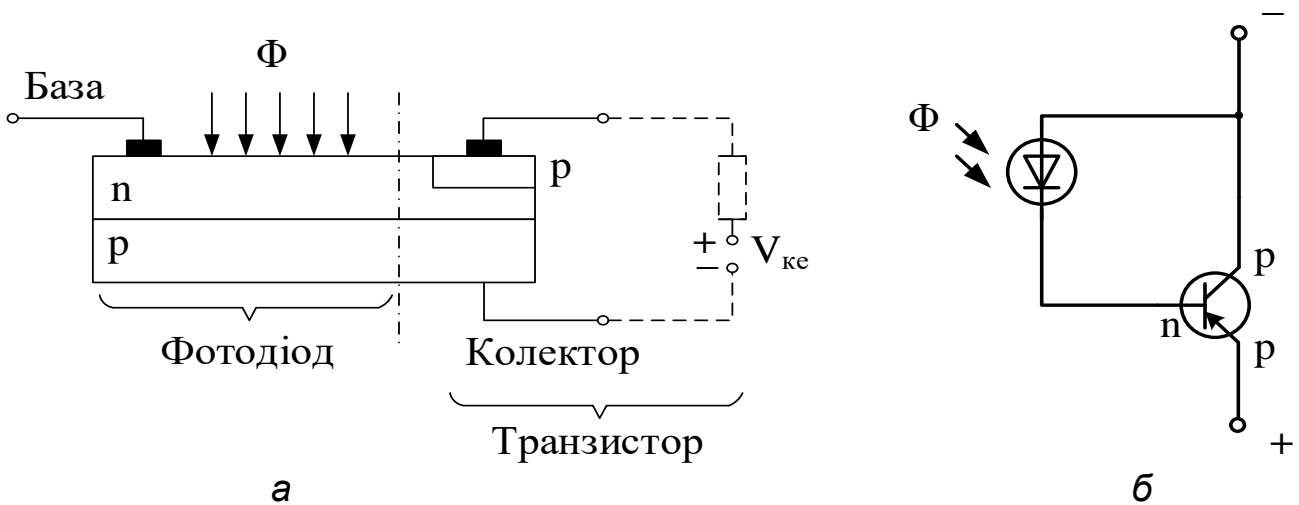 Ф
База
n
p
p
+
–
Vке
Фотодіод
Колектор
Транзистор
а
–
Ф
p
n
p
+
б